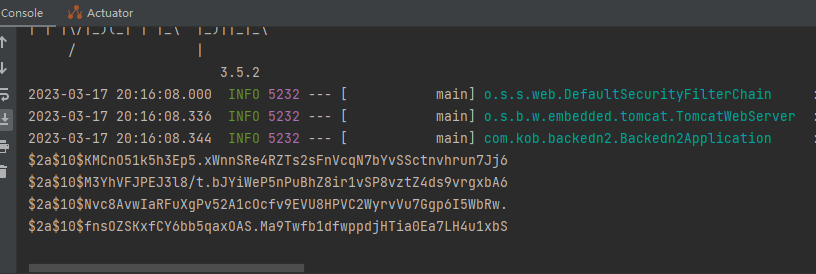 Console Actuator
3.5.2
2023-03-17 20:16:08.000 INFO 5232 --- [ main] o.s.s.web.DefaultSecurityFilterChain
2023-03-17 20:16:08.336 INFO 5232 --- [ main] o.s.b.w.embedded.tomcat.TomcatWebServer
2023-03-17 20:16:08.344 INFO 5232 --- [ main] com.kob.backedn2.Backedn2Application
$2a$10$KMCnO51k5h3Ep5.xWnnSRe4RZTs2sFnVcqN7bYvSSctnvhrun7Jj6
$2a$10$M3YhVFJPEJ3l8/t.bJYiWeP5nPuBhZ8ir1vSP8vztZ4ds9vrgxbA6
$2a$10$Nvc8AvwIaRFuXgPv52A1cOcfv9EVU8HPVC2WyrvVu7Ggp6I5WbRw.
$2a$10$fnsOZSKxfCY6bb5qaxOAS.Ma9Twfb1dfwppdjHTia0Ea7LH4u1xbS